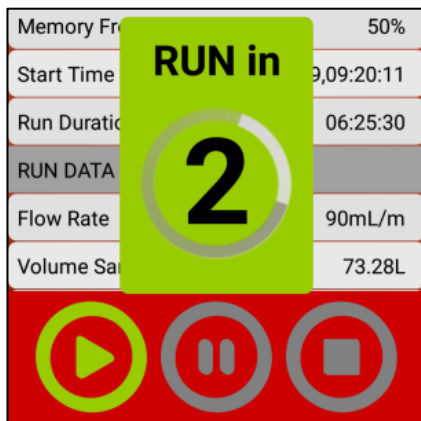 Memory Fr 50%
RUN in
Start Time 9,09:20:11
Run Duratio 06:25:30
2
RUN DATA
Flow Rate 90mL/m
Volume Sa 73.28L